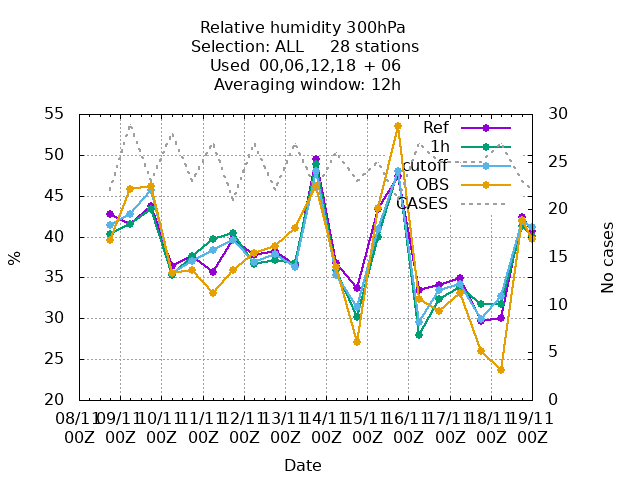 Relative humidity 300hPa
Selection: ALL 28 stations
Used 00,06,12,18 + 06
Averaging window: 12h
55 30
Ref
1h
50 cutoff 25
OBS
45 CASES 20
40
% 15 No cases
35
30 10
25 5
20 0
08/11 09/11 10/11 11/11 12/11 13/11 14/11 15/11 16/11 17/11 18/11 19/11
00Z 00Z 00Z 00Z 00Z 00Z 00Z 00Z 00Z 00Z 00Z 00Z
Date